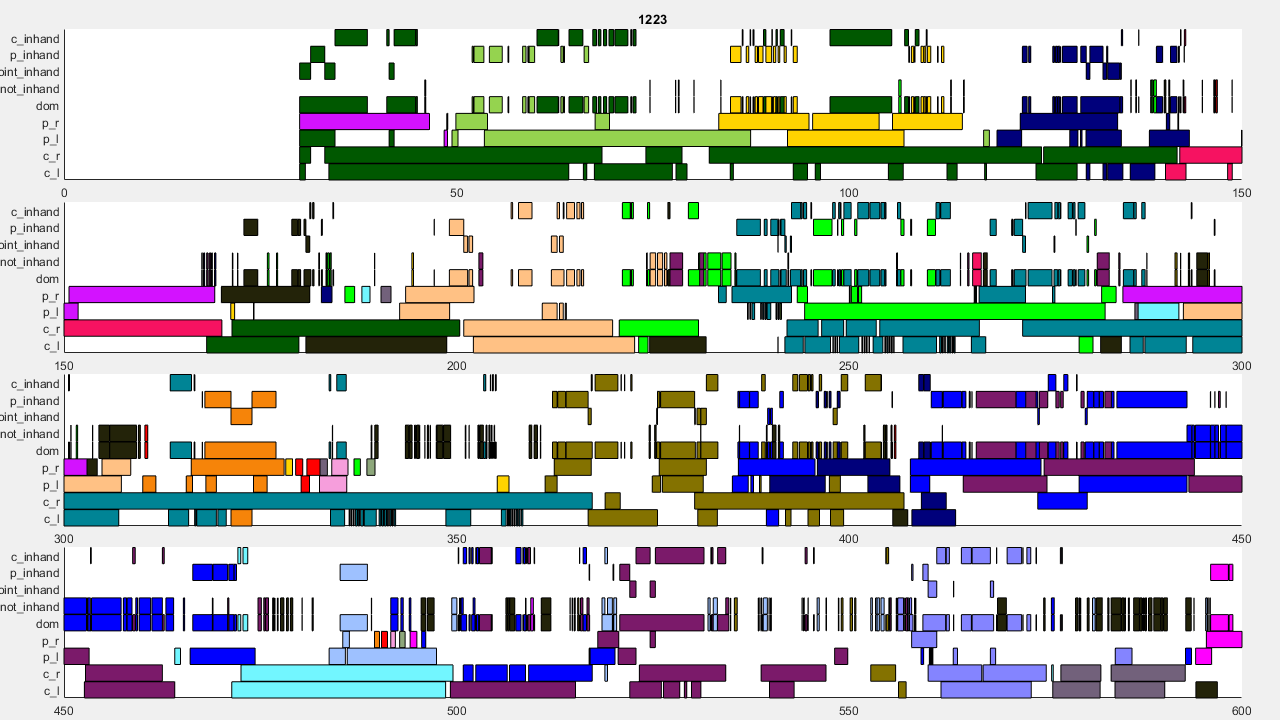 1223
c_inhand
p_inhand
oint_inhand
not_inhand
dom
p_r
p_l
c_r
c_l
0 50 100 150
c_inhand
p_inhand
oint_inhand
not_inhand
dom
p_r
p_l
c_r
c_l
150 200 250 300
c_inhand
p_inhand
oint_inhand
not_inhand
dom
p_r
p_l
c_r
c_l
300 350 400 450
c_inhand
p_inhand
oint_inhand
not_inhand
dom
p_r
p_l
c_r
c_l
450 500 550 600